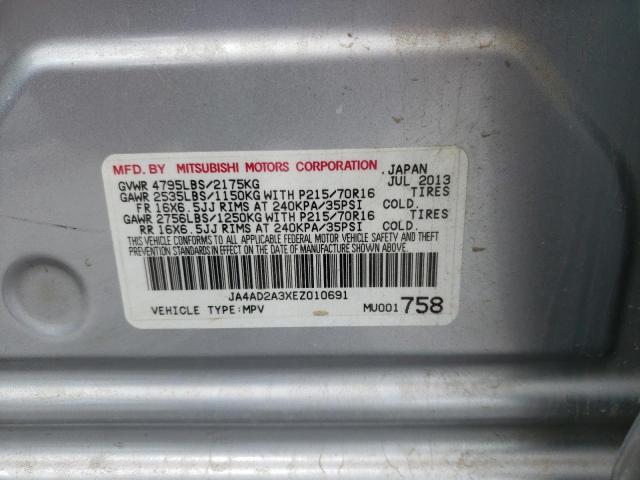 MFD. BY MITSUBISHI MOTORS CORPORATION, JAPAN
GVWR 4795LBS/2175KG JUL 2013
GAWR 2535LBS/1150KG WITH P215/70R16 TIRES
FR 16X6.5JJ RIMS AT 240KPA/35PSI COLD.
GAWR 2756LBS/1250KG WITH P215/70R16 TIRES
RR 16X6.5JJ RIMS AT 240KPA/35PSI COLD.
THIS VEHICLE CONFORMS TO ALL APPLICABLE FEDERAL MOTOR VEHICLE SAFETY AND THEFT
PREVENTION STANDARDS IN EFFECT ON THE DATE OF MANUFACTURE SHOWN ABOVE.
JA4AD2A3XEZ010691
VEHICLE TYPE:MPV MU001758